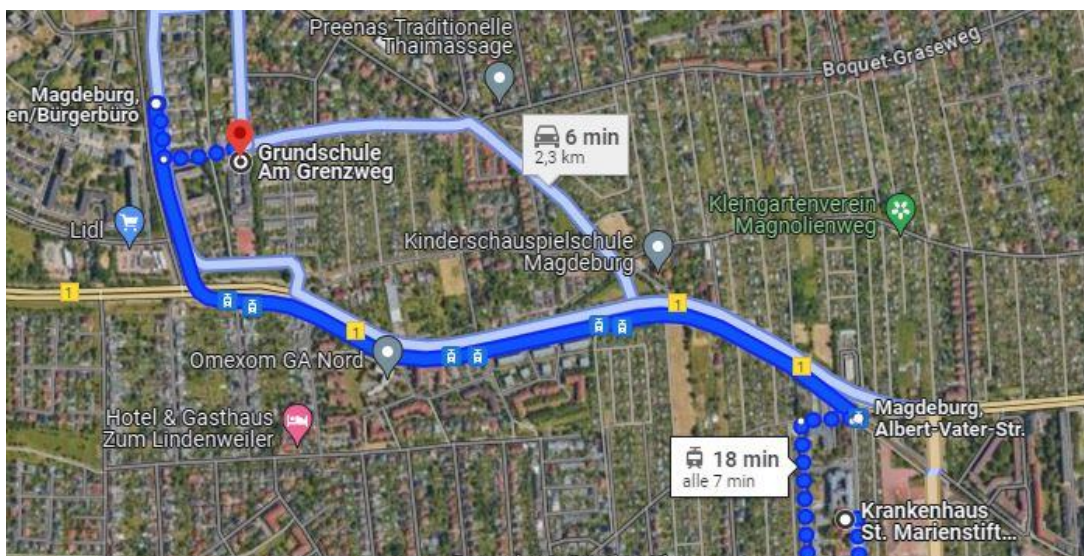 Preenas Traditionelle
Thaimassage
Boquet-Graseweg
Magdeburg,
en/Bürgerbüro
6 min
2,3 km
Grundschule
Am Grenzweg
Kleingartenverein
Magnolienweg
Lidl
Kinderschauspielschule
Magdeburg
1
1
1
Omexom GA Nord
1
Hotel & Gasthaus
Zum Lindenweiler
Magdeburg,
Albert-Vater-Str.
18 min
alle 7 min
Krankenhaus
St. Marienstift...